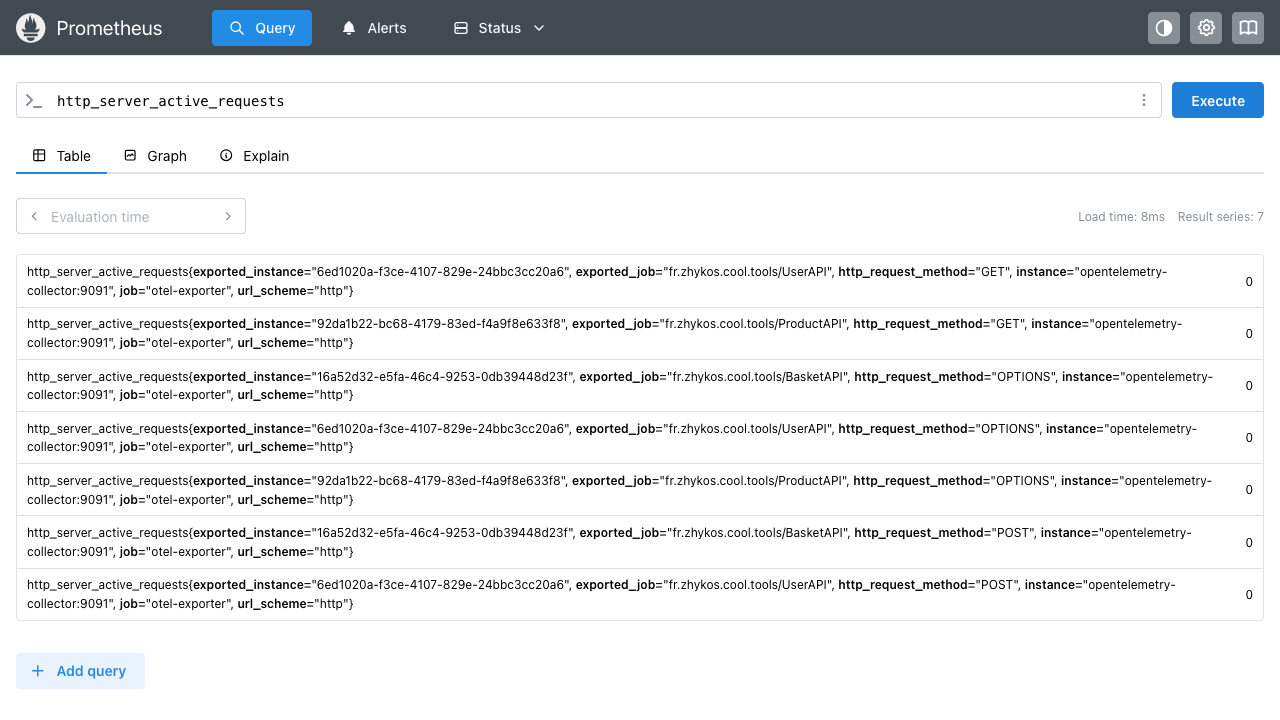 Prometheus
Query
Alerts
Status
http_server_active_requests
Execute
Table
Graph
Explain
Evaluation time
Load time: 8ms Result series: 7
http_server_active_requests{exported_instance="6ed1020a-f3ce-4107-829e-24bbc3cc20a6", exported_job="fr.zhykos.cool.tools/UserAPI", http_request_method="GET", instance="opentelemetry-
collector:9091", job="otel-exporter", url_scheme="http"}
0
http_server_active_requests{exported_instance="92da1b22-bc68-4179-83ed-f4a9f8e633f8", exported_job="fr.zhykos.cool.tools/ProductAPI", http_request_method="GET", instance="opentelemetry-
collector:9091", job="otel-exporter", url_scheme="http"}
0
http_server_active_requests{exported_instance="16a52d32-e5fa-46c4-9253-0db39448d23f", exported_job="fr.zhykos.cool.tools/BasketAPI", http_request_method="OPTIONS", instance="opentelemetry-
collector:9091", job="otel-exporter", url_scheme="http"}
0
http_server_active_requests{exported_instance="6ed1020a-f3ce-4107-829e-24bbc3cc20a6", exported_job="fr.zhykos.cool.tools/UserAPI", http_request_method="OPTIONS", instance="opentelemetry-
collector:9091", job="otel-exporter", url_scheme="http"}
0
http_server_active_requests{exported_instance="92da1b22-bc68-4179-83ed-f4a9f8e633f8", exported_job="fr.zhykos.cool.tools/ProductAPI", http_request_method="OPTIONS", instance="opentelemetry-
collector:9091", job="otel-exporter", url_scheme="http"}
0
http_server_active_requests{exported_instance="16a52d32-e5fa-46c4-9253-0db39448d23f", exported_job="fr.zhykos.cool.tools/BasketAPI", http_request_method="POST", instance="opentelemetry-
collector:9091", job="otel-exporter", url_scheme="http"}
0
http_server_active_requests{exported_instance="6ed1020a-f3ce-4107-829e-24bbc3cc20a6", exported_job="fr.zhykos.cool.tools/UserAPI", http_request_method="POST", instance="opentelemetry-
collector:9091", job="otel-exporter", url_scheme="http"}
0
Add query